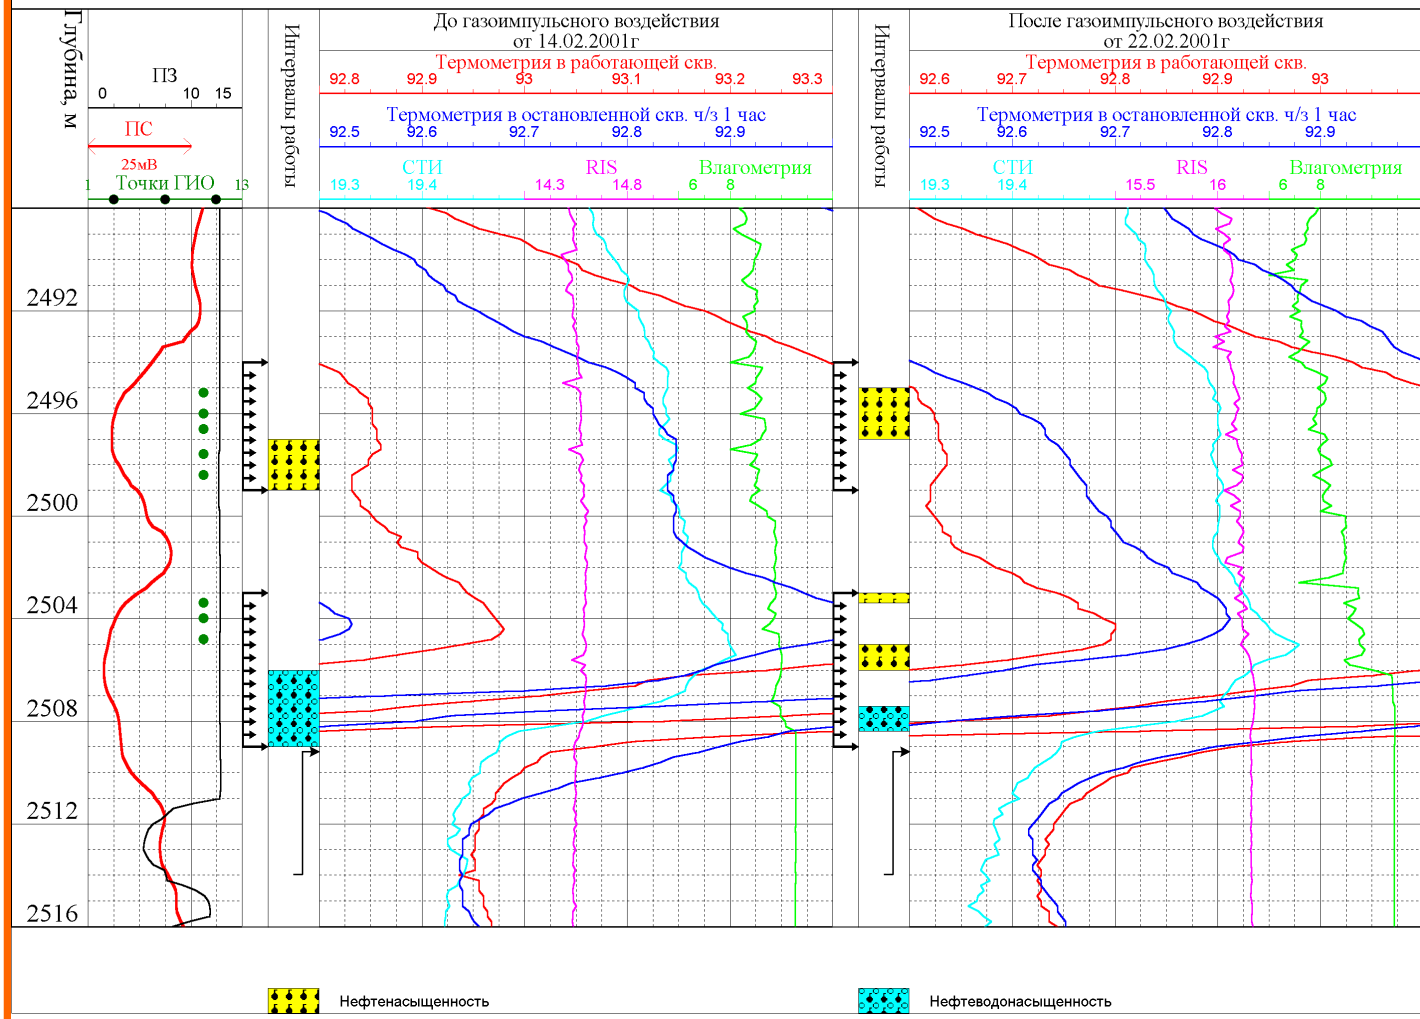 Глубина, м
ПЗ
0 10 15
ПС
25мВ
Точки ГИО
1 13
Интервалы работы
До газоимпульсного воздействия
от 14.02.2001г
Термометрия в работающей скв.
92.8 92.9 93 93.1 93.2 93.3
Термометрия в остановленной скв. ч/з 1 час
92.5 92.6 92.7 92.8 92.9
СТИ RIS Влагометрия
19.3 19.4 14.3 14.8 6 8
Интервалы работы
После газоимпульсного воздействия
от 22.02.2001г
Термометрия в работающей скв.
92.6 92.7 92.8 92.9 93
Термометрия в остановленной скв. ч/з 1 час
92.5 92.6 92.7 92.8 92.9
СТИ RIS Влагометрия
19.3 19.4 15.5 16 6 8
2492
2496
2500
2504
2508
2512
2516
Нефтенасыщенность
Нефтеводонасыщенность